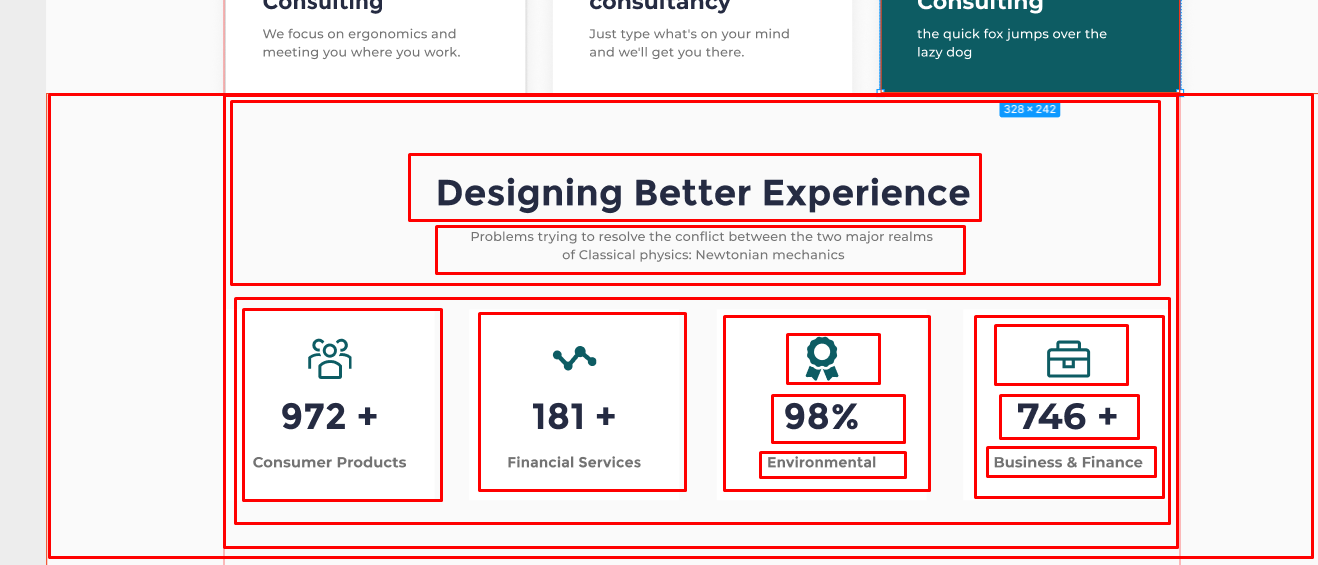 Consulting
We focus on ergonomics and
meeting you where you work.
consultancy
Just type what's on your mind
and we'll get you there.
Consulting
the quick fox jumps over the
lazy dog
328 × 242
Designing Better Experience
Problems trying to resolve the conflict between the two major realms
of Classical physics: Newtonian mechanics
972 +
Consumer Products
181 +
Financial Services
98%
Environmental
746 +
Business & Finance